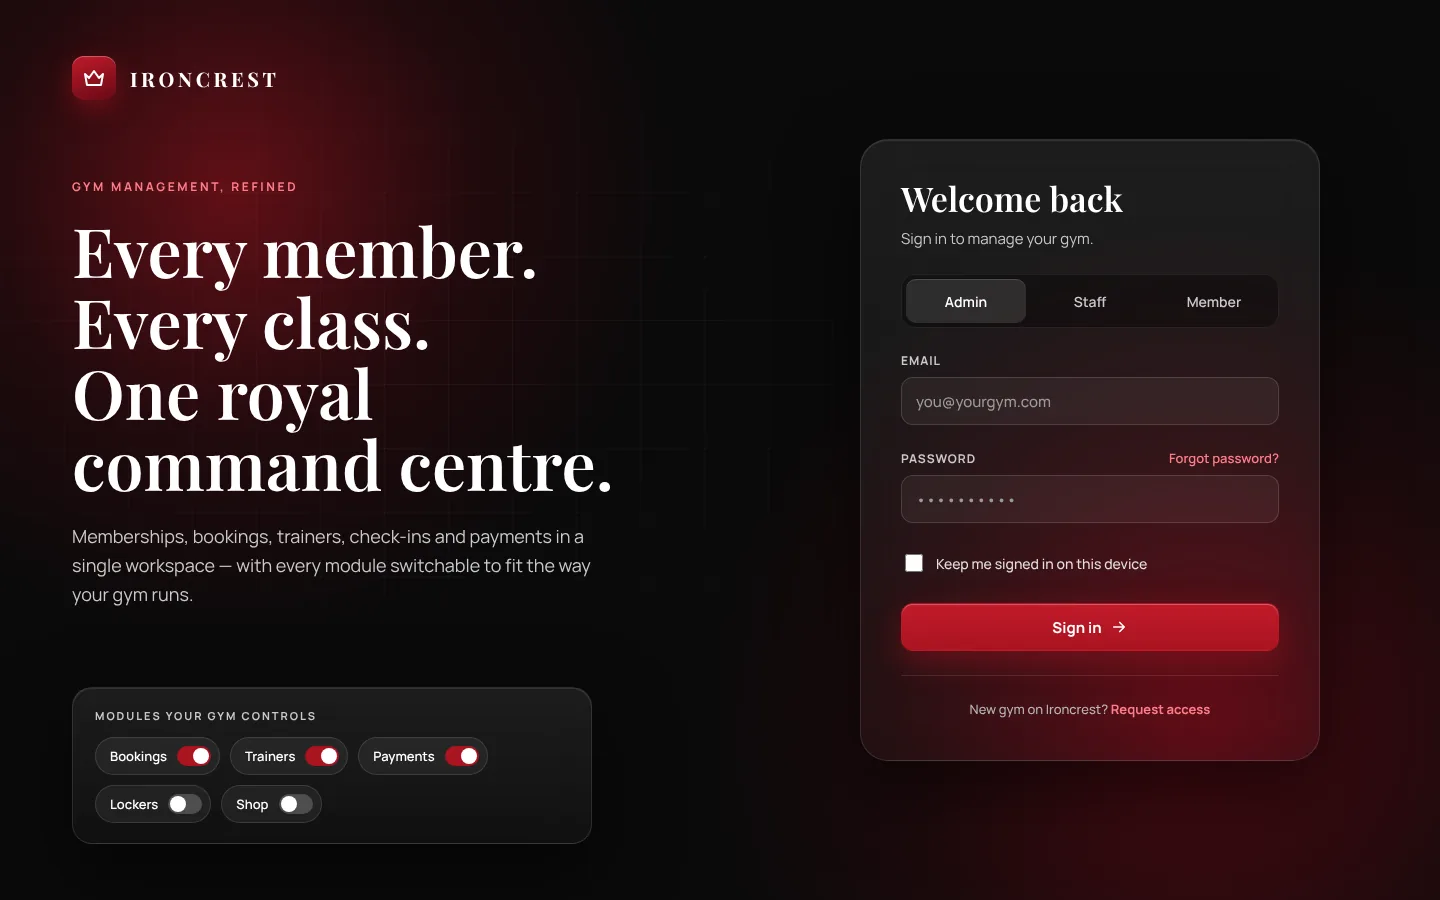 IRONCREST
GYM MANAGEMENT, REFINED
Every member.
Every class.
One royal
command centre.
Memberships, bookings, trainers, check-ins and payments in a
single workspace — with every module switchable to fit the way
your gym runs.
MODULES YOUR GYM CONTROLS
Bookings
Trainers
Payments
Lockers
Shop
Welcome back
Sign in to manage your gym.
Admin
Staff
Member
EMAIL
you@yourgym.com
PASSWORD
Forgot password?
••••••••••
Keep me signed in on this device
Sign in →
New gym on Ironcrest? Request access